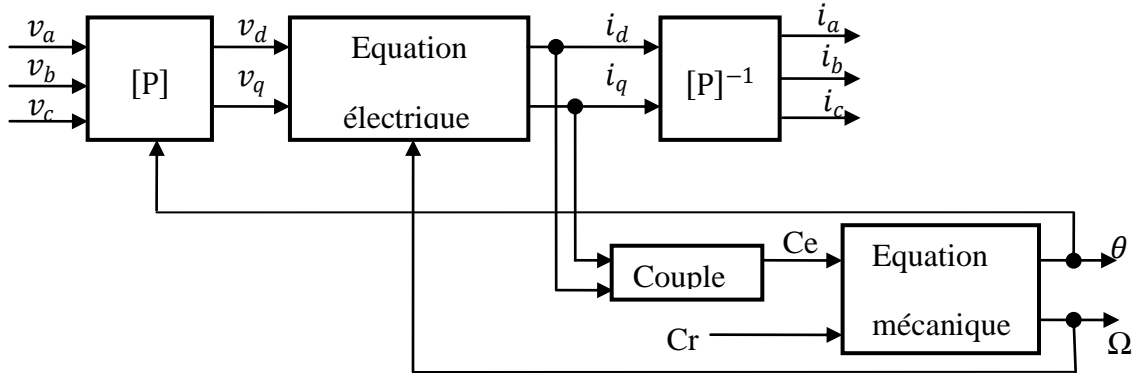 v_a
v_b
v_c
[P]
v_d
v_q
Equation
électrique
i_d
i_q
[P]⁻¹
i_a
i_b
i_c
Couple
Ce
Cr
Equation
mécanique
θ
Ω